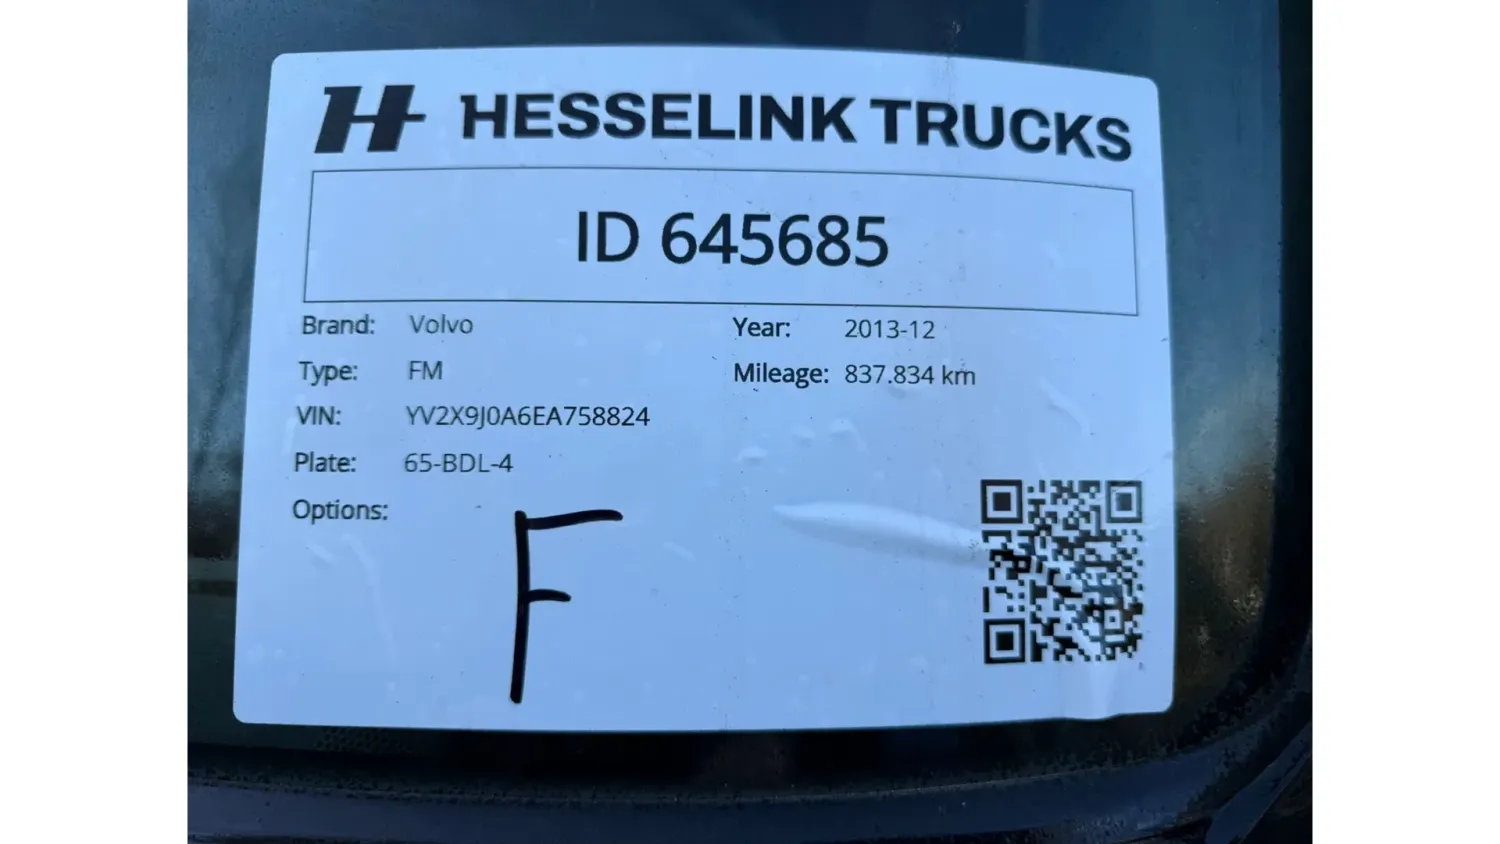 H HESSELINK TRUCKS
ID 645685
Brand: Volvo Year: 2013-12
Type: FM Mileage: 837.834 km
VIN: YV2X9J0A6EA758824
Plate: 65-BDL-4
Options:
F